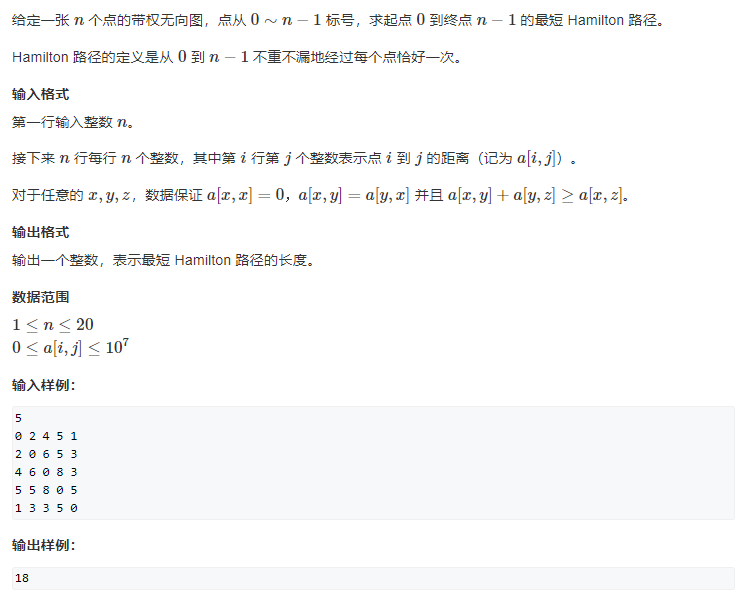 给定一张 n 个点的带权无向图，点从 0 ∼ n − 1 标号，求起点 0 到终点 n − 1 的最短 Hamilton 路径。
Hamilton 路径的定义是从 0 到 n − 1 不重不漏地经过每个点恰好一次。
输入格式
第一行输入整数 n。
接下来 n 行每行 n 个整数，其中第 i 行第 j 个整数表示点 i 到 j 的距离（记为 a[i, j]）。
对于任意的 x, y, z，数据保证 a[x, x] = 0，a[x, y] = a[y, x] 并且 a[x, y] + a[y, z] ≥ a[x, z]。
输出格式
输出一个整数，表示最短 Hamilton 路径的长度。
数据范围
1 ≤ n ≤ 20
0 ≤ a[i, j] ≤ 10⁷
输入样例：
5
0 2 4 5 1
2 0 6 5 3
4 6 0 8 3
5 5 8 0 5
1 3 3 5 0
输出样例：
18